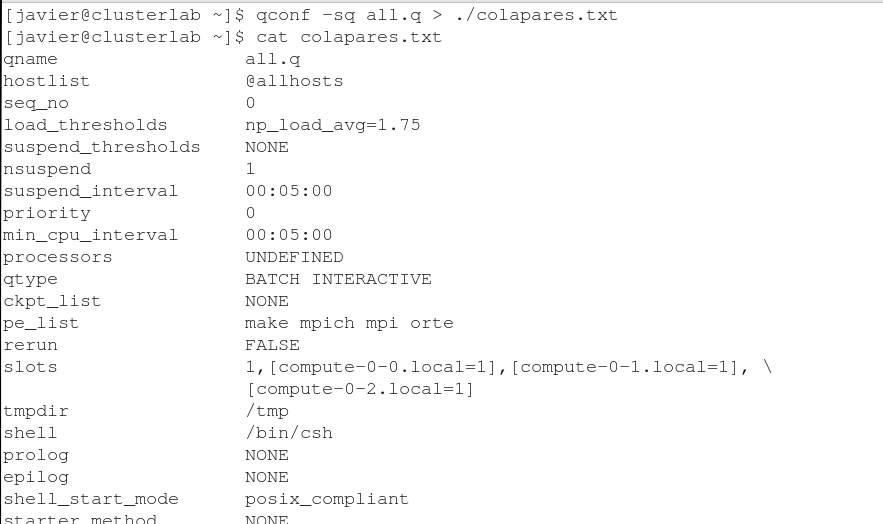 [javier@clusterlab ~]$ qconf -sq all.q > ./colapares.txt
[javier@clusterlab ~]$ cat colapares.txt
qname                 all.q
hostlist              @allhosts
seq_no                0
load_thresholds       np_load_avg=1.75
suspend_thresholds    NONE
nsuspend              1
suspend_interval      00:05:00
priority              0
min_cpu_interval      00:05:00
processors            UNDEFINED
qtype                 BATCH INTERACTIVE
ckpt_list             NONE
pe_list               make mpich mpi orte
rerun                 FALSE
slots                 1,[compute-0-0.local=1],[compute-0-1.local=1], \
                      [compute-0-2.local=1]
tmpdir                /tmp
shell                 /bin/csh
prolog                NONE
epilog                NONE
shell_start_mode      posix_compliant
starter_method        NONE